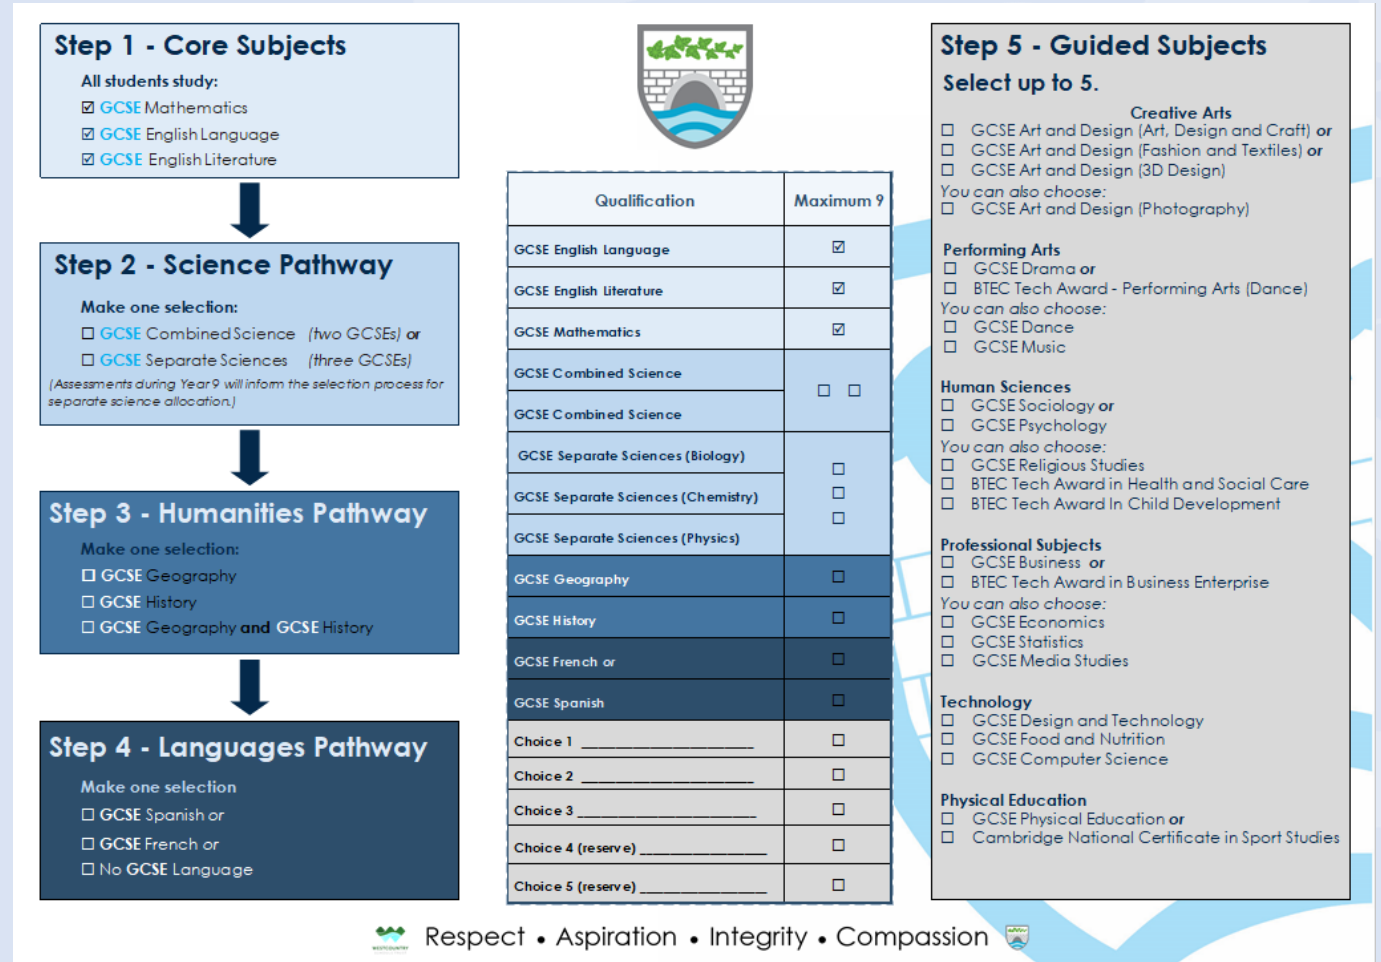 Step 1 - Core Subjects
All students study:
☑ GCSE Mathematics
☑ GCSE English Language
☑ GCSE English Literature
Step 2 - Science Pathway
Make one selection:
☐ GCSE Combined Science (two GCSEs) or
☐ GCSE Separate Sciences (three GCSEs)
(Assessments during Year 9 will inform the selection process for
separate science allocation.)
Step 3 - Humanities Pathway
Make one selection:
☐ GCSE Geography
☐ GCSE History
☐ GCSE Geography and GCSE History
Step 4 - Languages Pathway
Make one selection
☐ GCSE Spanish or
☐ GCSE French or
☐ No GCSE Language
Qualification Maximum 9
GCSE English Language ☑
GCSE English Literature ☑
GCSE Mathematics ☑
GCSE Combined Science
☐ ☐
GCSE Combined Science
GCSE Separate Sciences (Biology) ☐
GCSE Separate Sciences (Chemistry) ☐
GCSE Separate Sciences (Physics) ☐
GCSE Geography ☐
GCSE History ☐
GCSE French or ☐
GCSE Spanish ☐
Choice 1 ______________________ ☐
Choice 2 ______________________ ☐
Choice 3 ______________________ ☐
Choice 4 (reserve) ________________ ☐
Choice 5 (reserve) ________________ ☐
Step 5 - Guided Subjects
Select up to 5.
Creative Arts
☐ GCSE Art and Design (Art, Design and Craft) or
☐ GCSE Art and Design (Fashion and Textiles) or
☐ GCSE Art and Design (3D Design)
You can also choose:
☐ GCSE Art and Design (Photography)
Performing Arts
☐ GCSE Drama or
☐ BTEC Tech Award - Performing Arts (Dance)
You can also choose:
☐ GCSE Dance
☐ GCSE Music
Human Sciences
☐ GCSE Sociology or
☐ GCSE Psychology
You can also choose:
☐ GCSE Religious Studies
☐ BTEC Tech Award in Health and Social Care
☐ BTEC Tech Award In Child Development
Professional Subjects
☐ GCSE Business or
☐ BTEC Tech Award in Business Enterprise
You can also choose:
☐ GCSE Economics
☐ GCSE Statistics
☐ GCSE Media Studies
Technology
☐ GCSE Design and Technology
☐ GCSE Food and Nutrition
☐ GCSE Computer Science
Physical Education
☐ GCSE Physical Education or
☐ Cambridge National Certificate in Sport Studies
WESTCOUNTRY
Respect • Aspiration • Integrity • Compassion